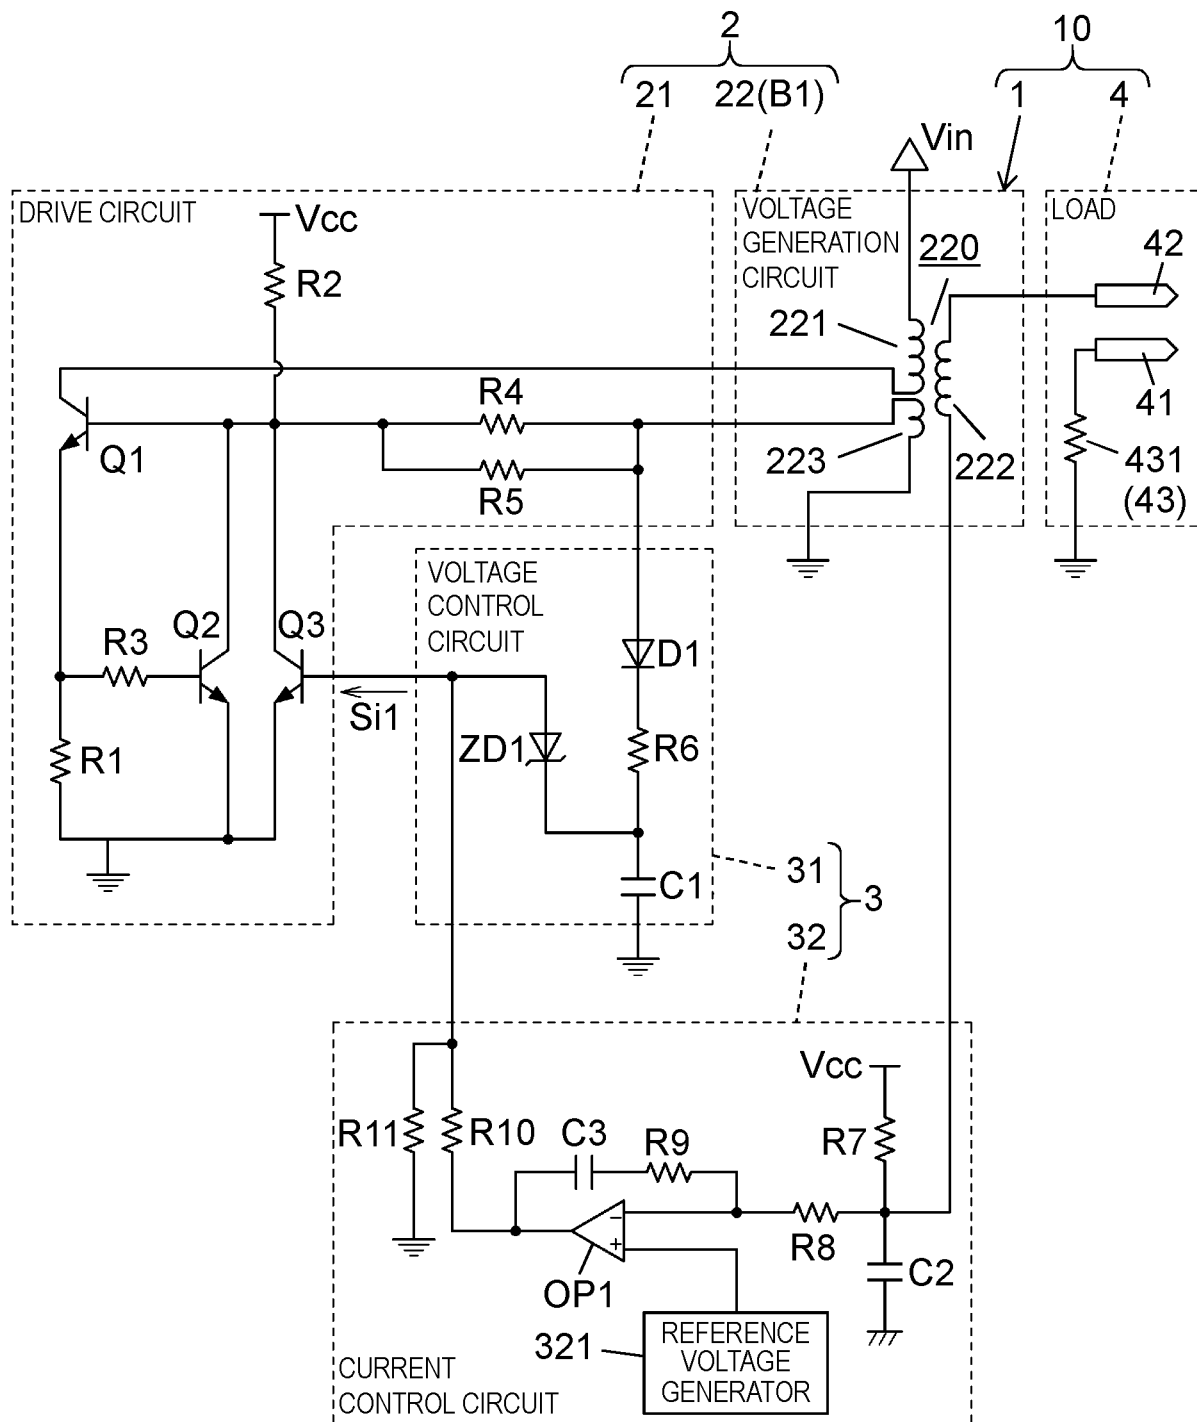 2
10
21
22(B1)
1
4
Vin
DRIVE CIRCUIT
Vcc
R2
VOLTAGE
GENERATION
CIRCUIT
220
LOAD
42
221
41
R4
Q1
R5
223
222
431
(43)
VOLTAGE
CONTROL
CIRCUIT
R3
Q2
Q3
D1
Si1
R1
ZD1
R6
C1
31
3
32
Vcc
R11
R10
C3
R9
R7
−
+
R8
OP1
C2
321
REFERENCE
VOLTAGE
GENERATOR
CURRENT
CONTROL CIRCUIT